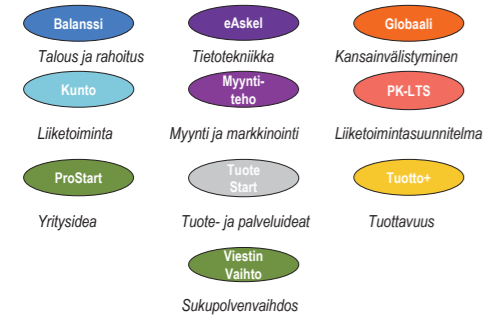 Balanssi
eAskel
Globaali
Talous ja rahoitus
Tietotekniikka
Kansainvälistyminen
Kunto
Myynti-
teho
PK-LTS
Liiketoiminta
Myynti ja markkinointi
Liiketoimintasuunnitelma
ProStart
Tuote
Start
Tuotto+
Yritysidea
Tuote- ja palveluideat
Tuottavuus
Viestin
Vaihto
Sukupolvenvaihdos